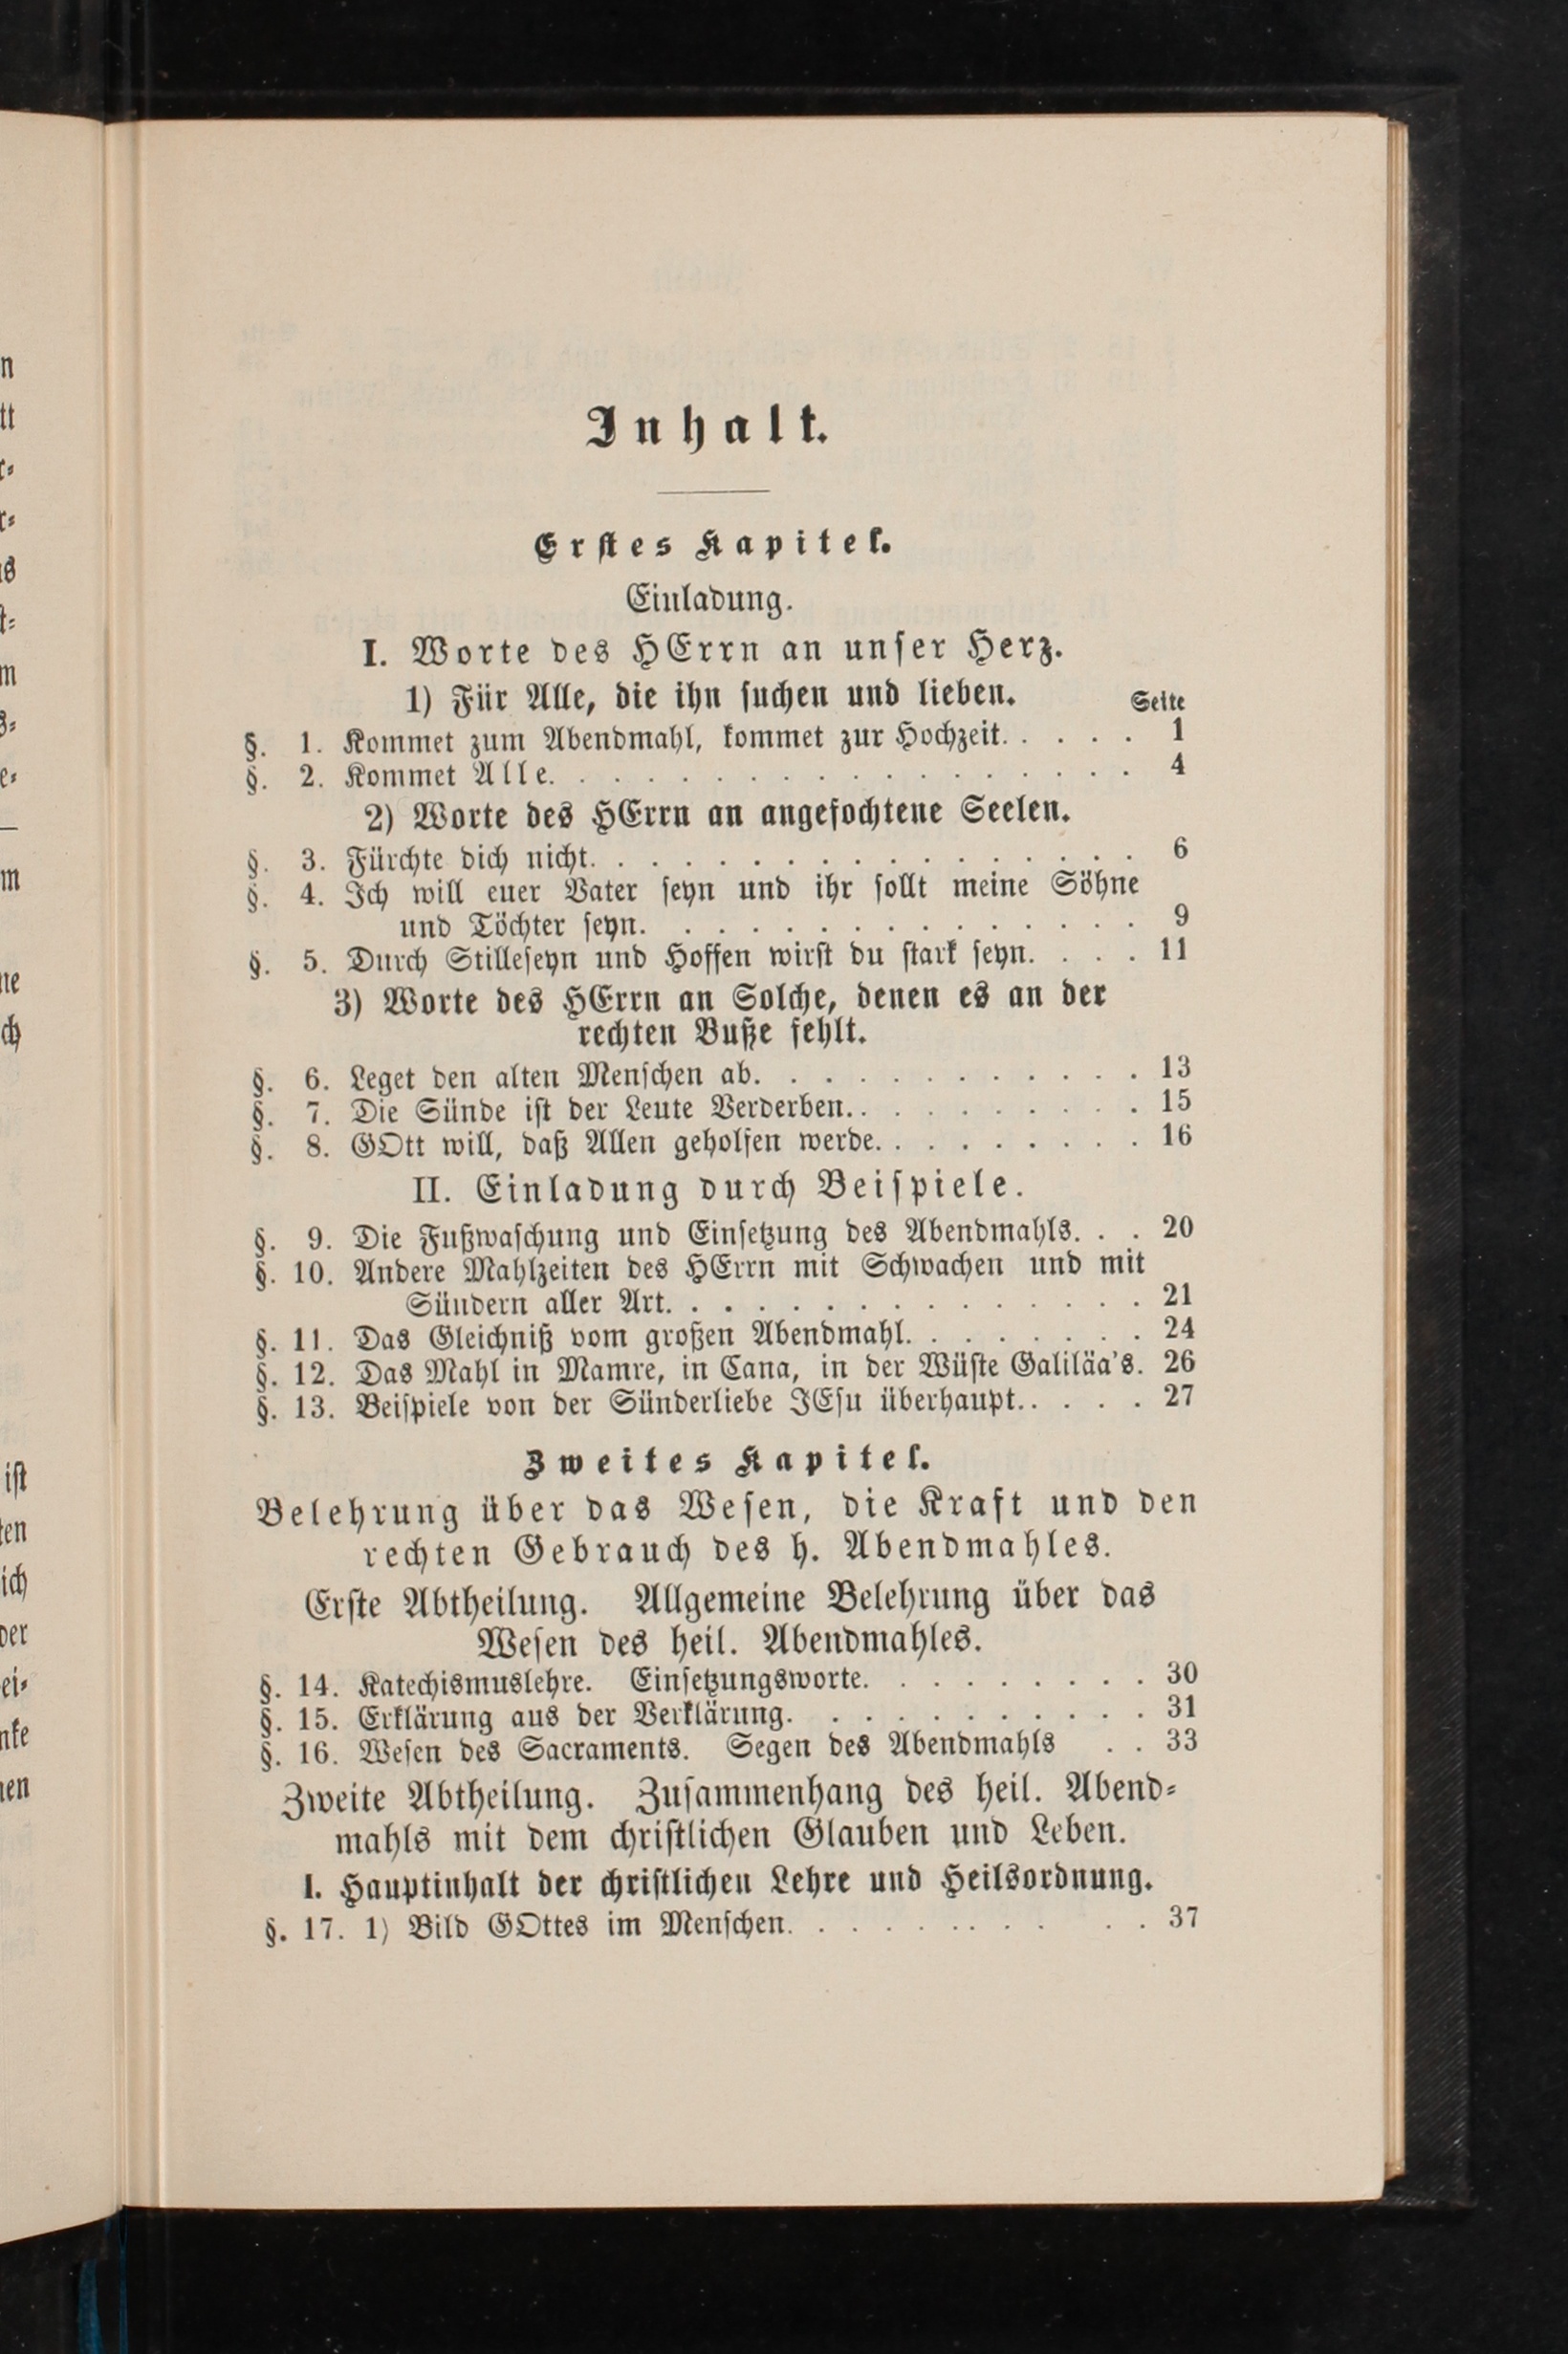 Inhalt.
Erstes Kapitel.
Einladung.
I. Worte des HErrn an unser Herz.
1) Für Alle, die ihn suchen und lieben.
Seite
§. 1. Kommet zum Abendmahl, kommet zur Hochzeit. . . . . 1
§. 2. Kommet Alle. . . . . . . . . . . . . . . . . . 4
2) Worte des HErrn an angefochtene Seelen.
§. 3. Fürchte dich nicht. . . . . . . . . . . . . . . . . 6
§. 4. Ich will euer Vater seyn und ihr sollt meine Söhne
und Töchter seyn. . . . . . . . . . . . . . . 9
§. 5. Durch Stilleseyn und Hoffen wirst du stark seyn. . . . 11
3) Worte des HErrn an Solche, denen es an der
rechten Buße fehlt.
§. 6. Leget den alten Menschen ab. . . . . . . . . . . . 13
§. 7. Die Sünde ist der Leute Verderben. . . . . . . . . . 15
§. 8. GOtt will, daß Allen geholfen werde. . . . . . . . . 16
II. Einladung durch Beispiele.
§. 9. Die Fußwaschung und Einsetzung des Abendmahls. . . 20
§. 10. Andere Mahlzeiten des HErrn mit Schwachen und mit
Sündern aller Art. . . . . . . . . . . . . . . 21
§. 11. Das Gleichniß vom großen Abendmahl. . . . . . . . 24
§. 12. Das Mahl in Mamre, in Cana, in der Wüste Galiläa's. 26
§. 13. Beispiele von der Sünderliebe JEsu überhaupt. . . . . 27
Zweites Kapitel.
Belehrung über das Wesen, die Kraft und den
rechten Gebrauch des h. Abendmahles.
Erste Abtheilung. Allgemeine Belehrung über das
Wesen des heil. Abendmahles.
§. 14. Katechismuslehre. Einsetzungsworte. . . . . . . . . 30
§. 15. Erklärung aus der Verklärung. . . . . . . . . . . 31
§. 16. Wesen des Sacraments. Segen des Abendmahls . . 33
Zweite Abtheilung. Zusammenhang des heil. Abend-
mahls mit dem christlichen Glauben und Leben.
I. Hauptinhalt der christlichen Lehre und Heilsordnung.
§. 17. 1) Bild GOttes im Menschen. . . . . . . . . . . 37